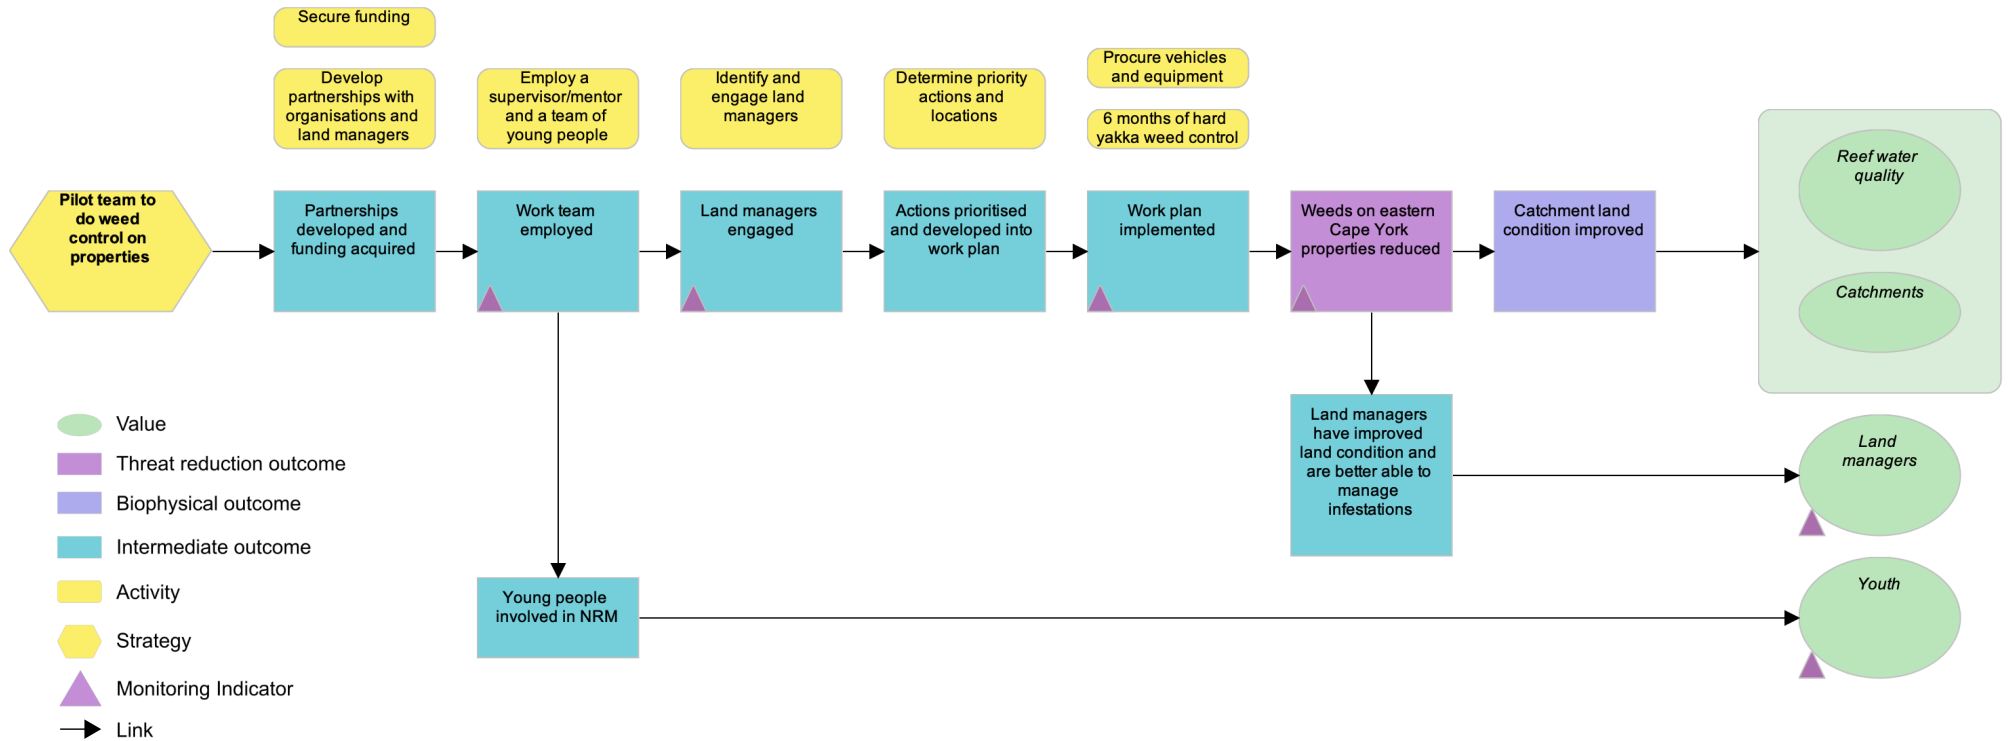 Secure funding
Develop
partnerships with
organisations and
land managers
Employ a
supervisor/mentor
and a team of
young people
Identify and
engage land
managers
Determine priority
actions and
locations
Procure vehicles
and equipment
6 months of hard
yakka weed control
Pilot team to
do weed
control on
properties
Partnerships
developed and
funding acquired
Work team
employed
Land managers
engaged
Actions prioritised
and developed into
work plan
Work plan
implemented
Weeds on eastern
Cape York
properties reduced
Catchment land
condition improved
Reef water
quality
Catchments
Land managers
have improved
land condition and
are better able to
manage
infestations
Land
managers
Young people
involved in NRM
Youth
Value
Threat reduction outcome
Biophysical outcome
Intermediate outcome
Activity
Strategy
Monitoring Indicator
Link